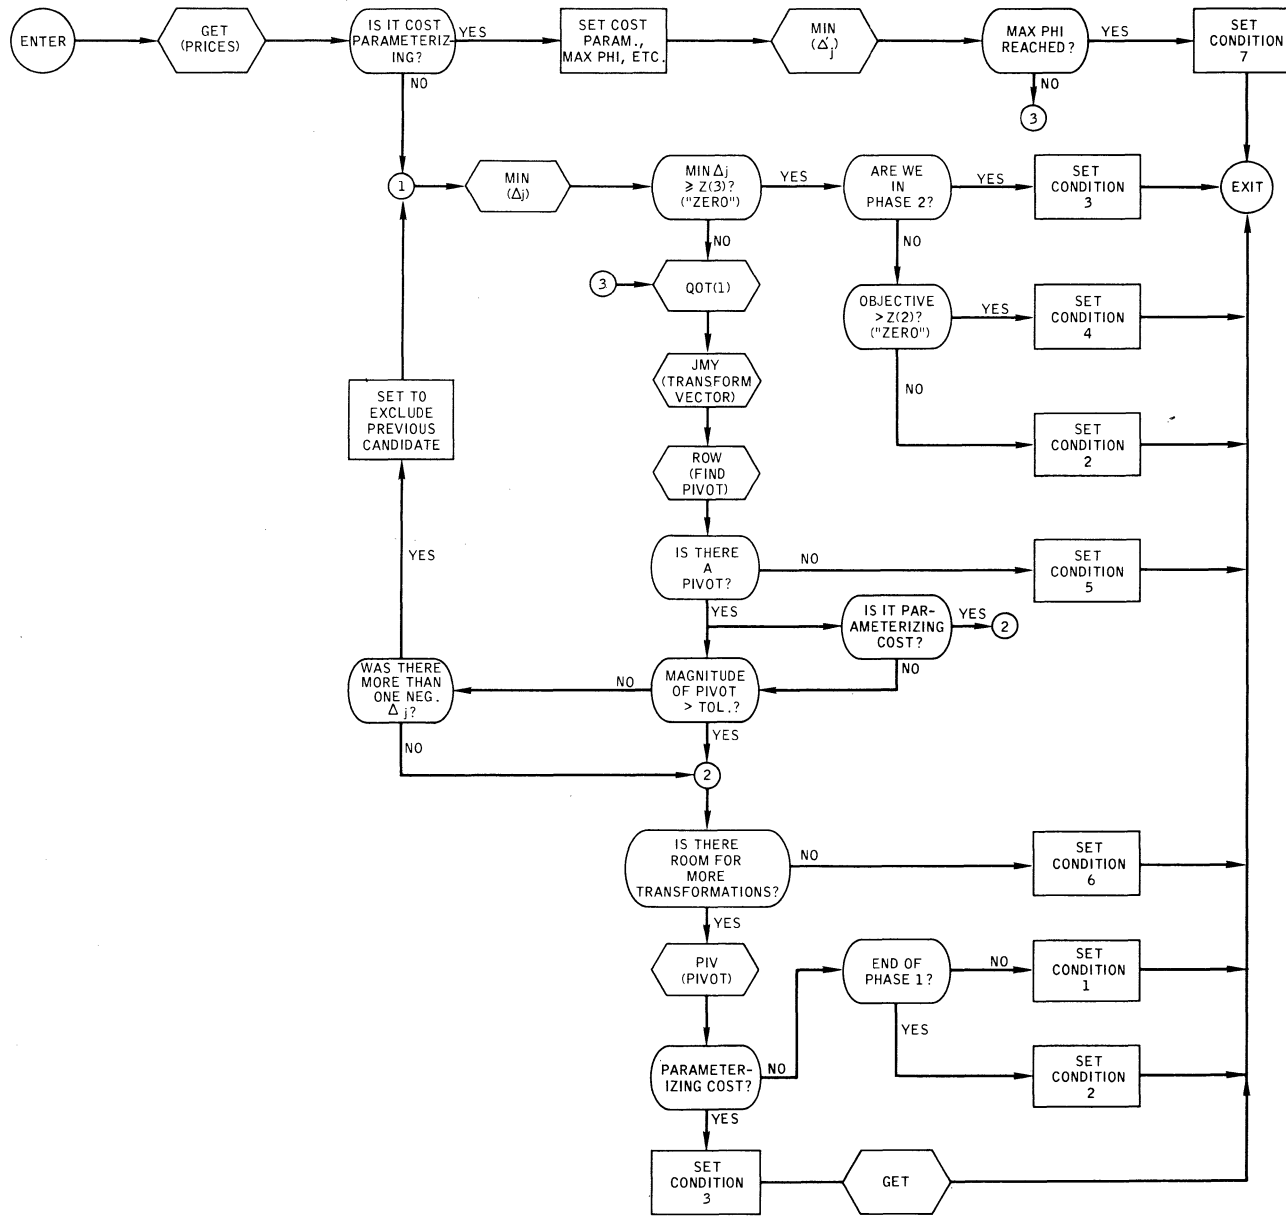 ENTER
GET
(PRICES)
IS IT COST
PARAMETERIZ-
ING?
YES
SET COST
PARAM.,
MAX PHI, ETC.
MIN
(Δ'j)
MAX PHI
REACHED?
YES
SET
CONDITION
7
NO
NO
3
1
MIN
(Δj)
MIN Δj
≥ Z(3)?
("ZERO")
YES
ARE WE
IN
PHASE 2?
YES
SET
CONDITION
3
EXIT
NO
NO
3
QOT(1)
OBJECTIVE
> Z(2)?
("ZERO")
YES
SET
CONDITION
4
JMY
(TRANSFORM
VECTOR)
NO
SET TO
EXCLUDE
PREVIOUS
CANDIDATE
SET
CONDITION
2
ROW
(FIND
PIVOT)
YES
IS THERE
A
PIVOT?
NO
SET
CONDITION
5
YES
IS IT PAR-
AMETERIZING
COST?
YES
2
NO
WAS THERE
MORE THAN
ONE NEG.
Δ j?
NO
MAGNITUDE
OF PIVOT
> TOL.?
YES
NO
2
IS THERE
ROOM FOR
MORE
TRANSFORMATIONS?
NO
SET
CONDITION
6
YES
PIV
(PIVOT)
END OF
PHASE 1?
NO
SET
CONDITION
1
YES
PARAMETER-
IZING COST?
NO
SET
CONDITION
2
YES
SET
CONDITION
3
GET